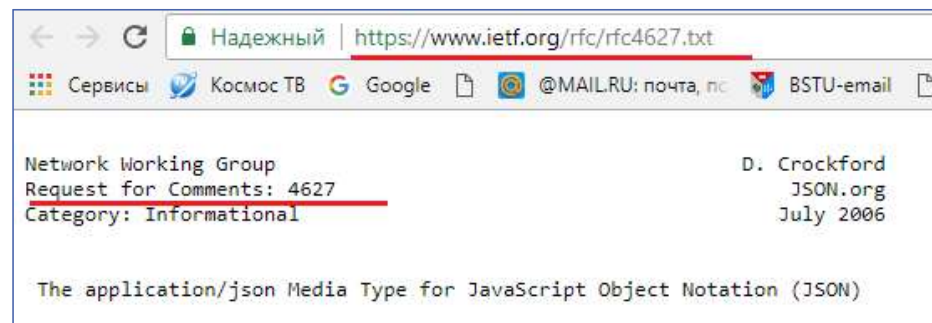 Надежный | https://www.ietf.org/rfc/rfc4627.txt
Сервисы Космос ТВ G Google @MAIL.RU: почта, BSTU-email
Network Working Group D. Crockford
Request for Comments: 4627 JSON.org
Category: Informational July 2006
The application/json Media Type for JavaScript Object Notation (JSON)